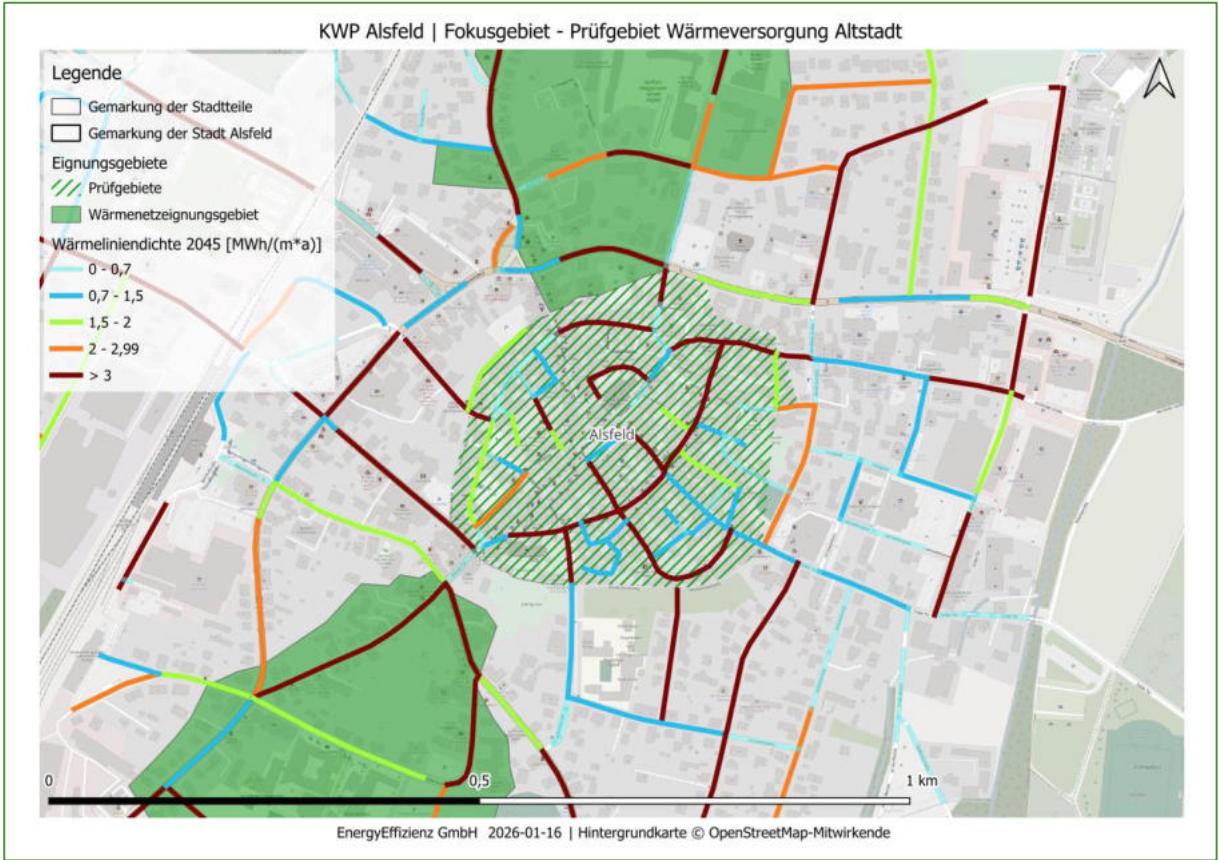 KWP Alsfeld | Fokusgebiet - Prüfgebiet Wärmeversorgung Altstadt
Legende
Gemarkung der Stadtteile
Gemarkung der Stadt Alsfeld
Eignungsgebiete
Prüfgebiete
Wärmenetzeignungsgebiet
Wärmeliniendichte 2045 [MWh/(m*a)]
0 - 0,7
0,7 - 1,5
1,5 - 2
2 - 2,99
> 3
Alsfeld
0
0,5
1 km
EnergyEffizienz GmbH 2026-01-16 | Hintergrundkarte © OpenStreetMap-Mitwirkende